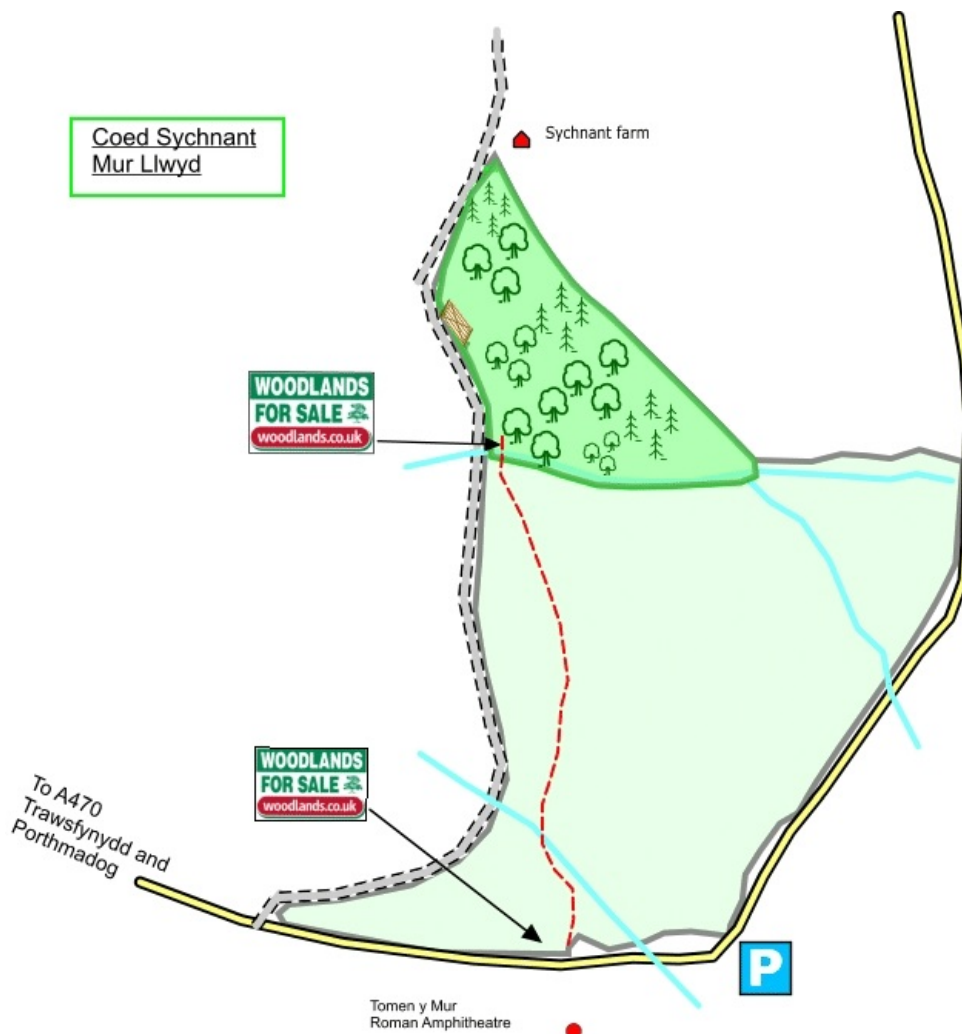 Coed Sychnant
Mur Llwyd
Sychnant farm
WOODLANDS
FOR SALE
woodlands.co.uk
WOODLANDS
FOR SALE
woodlands.co.uk
To A470
Trawsfynydd and
Porthmadog
P
Tomen y Mur
Roman Amphitheatre